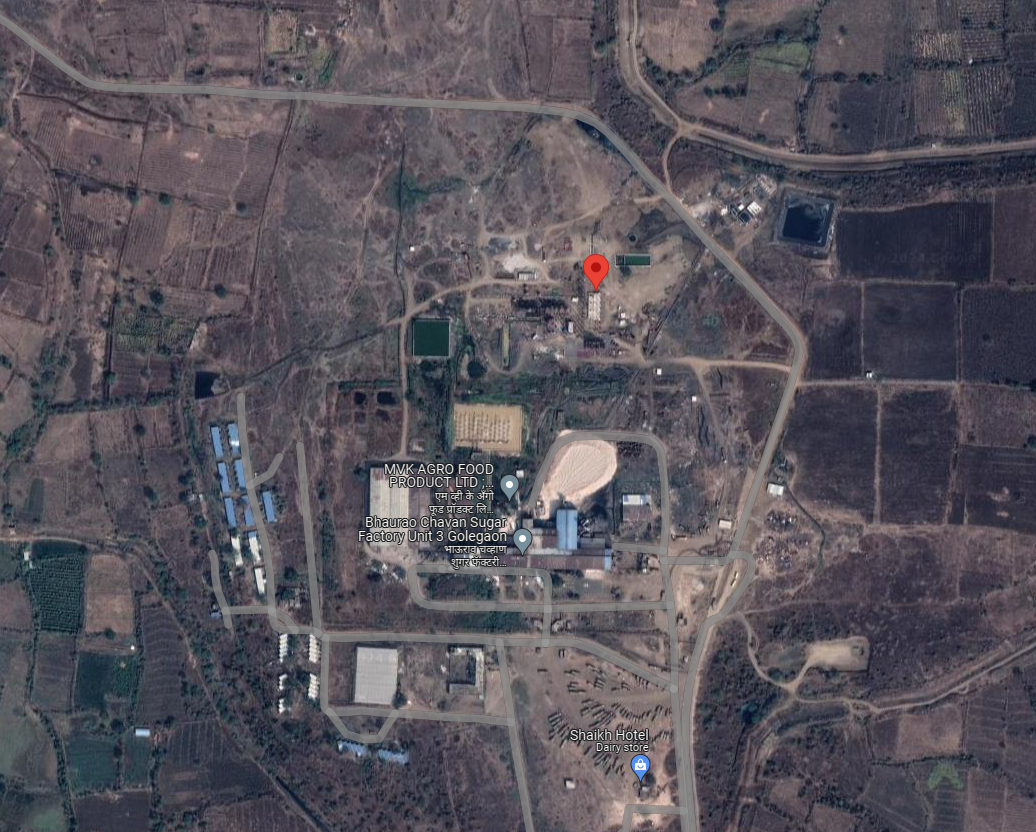 MVK AGRO FOOD
PRODUCT LTD ;...
एम व्ही के अँग्रो
फूड प्रॉडक्ट लि...
Bhaurao Chavan Sugar
Factory Unit 3 Golegaon
भाऊराव चव्हाण
शुगर फॅक्टरी...
Shaikh Hotel
Dairy store